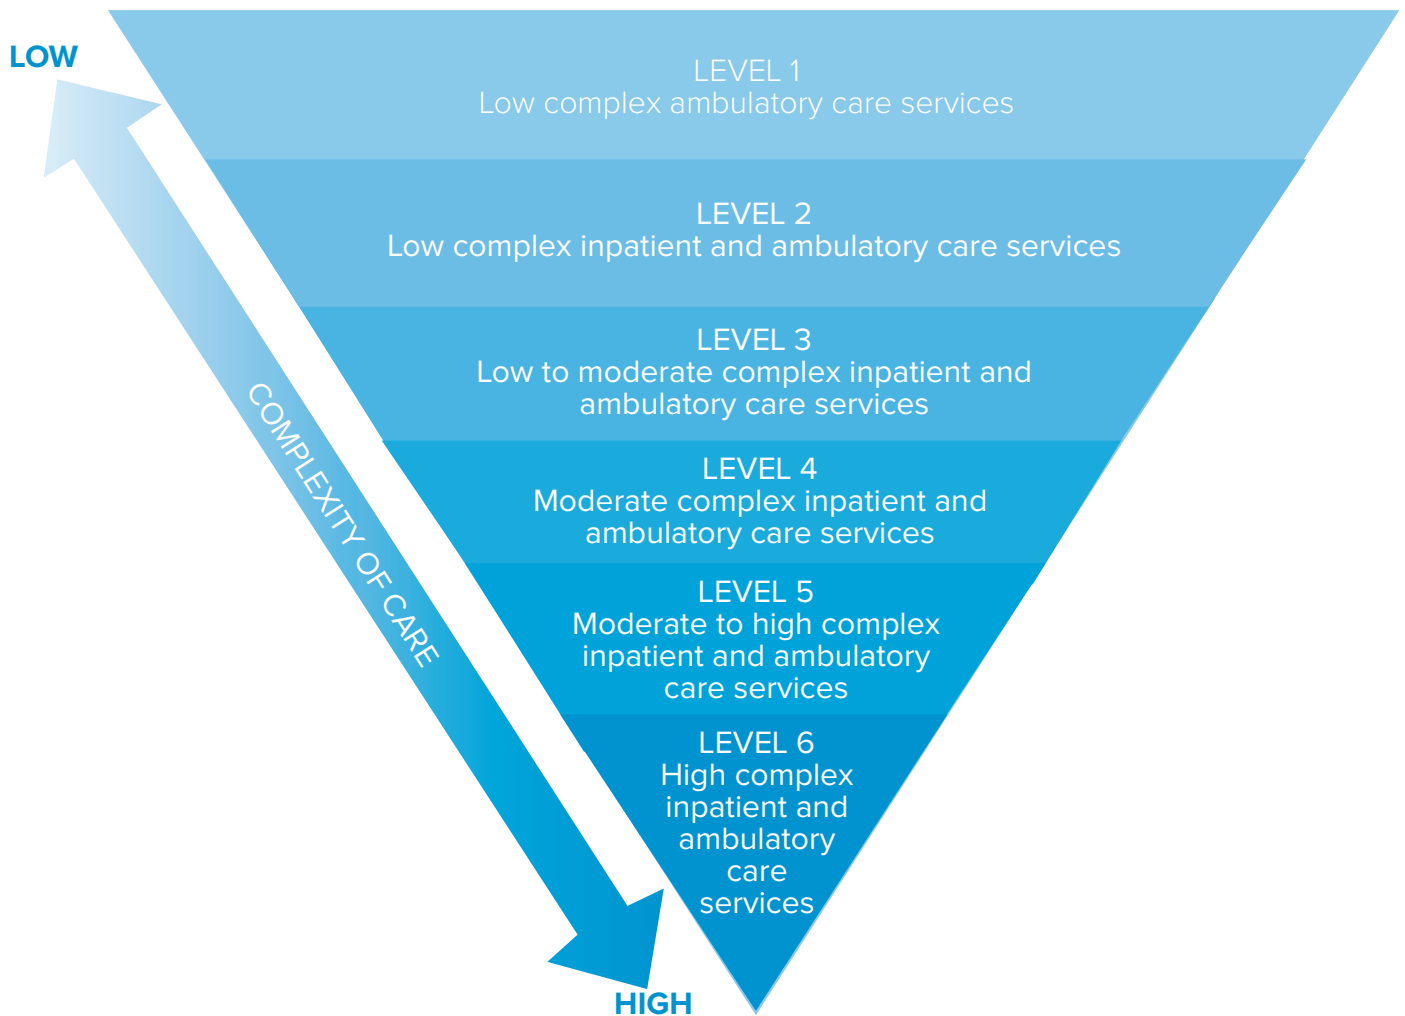 LOW
LEVEL 1
Low complex ambulatory care services
LEVEL 2
Low complex inpatient and ambulatory care services
LEVEL 3
Low to moderate complex inpatient and
ambulatory care services
COMPLEXITY OF CARE
LEVEL 4
Moderate complex inpatient and
ambulatory care services
LEVEL 5
Moderate to high complex
inpatient and ambulatory
care services
LEVEL 6
High complex
inpatient and
ambulatory
care
services
HIGH